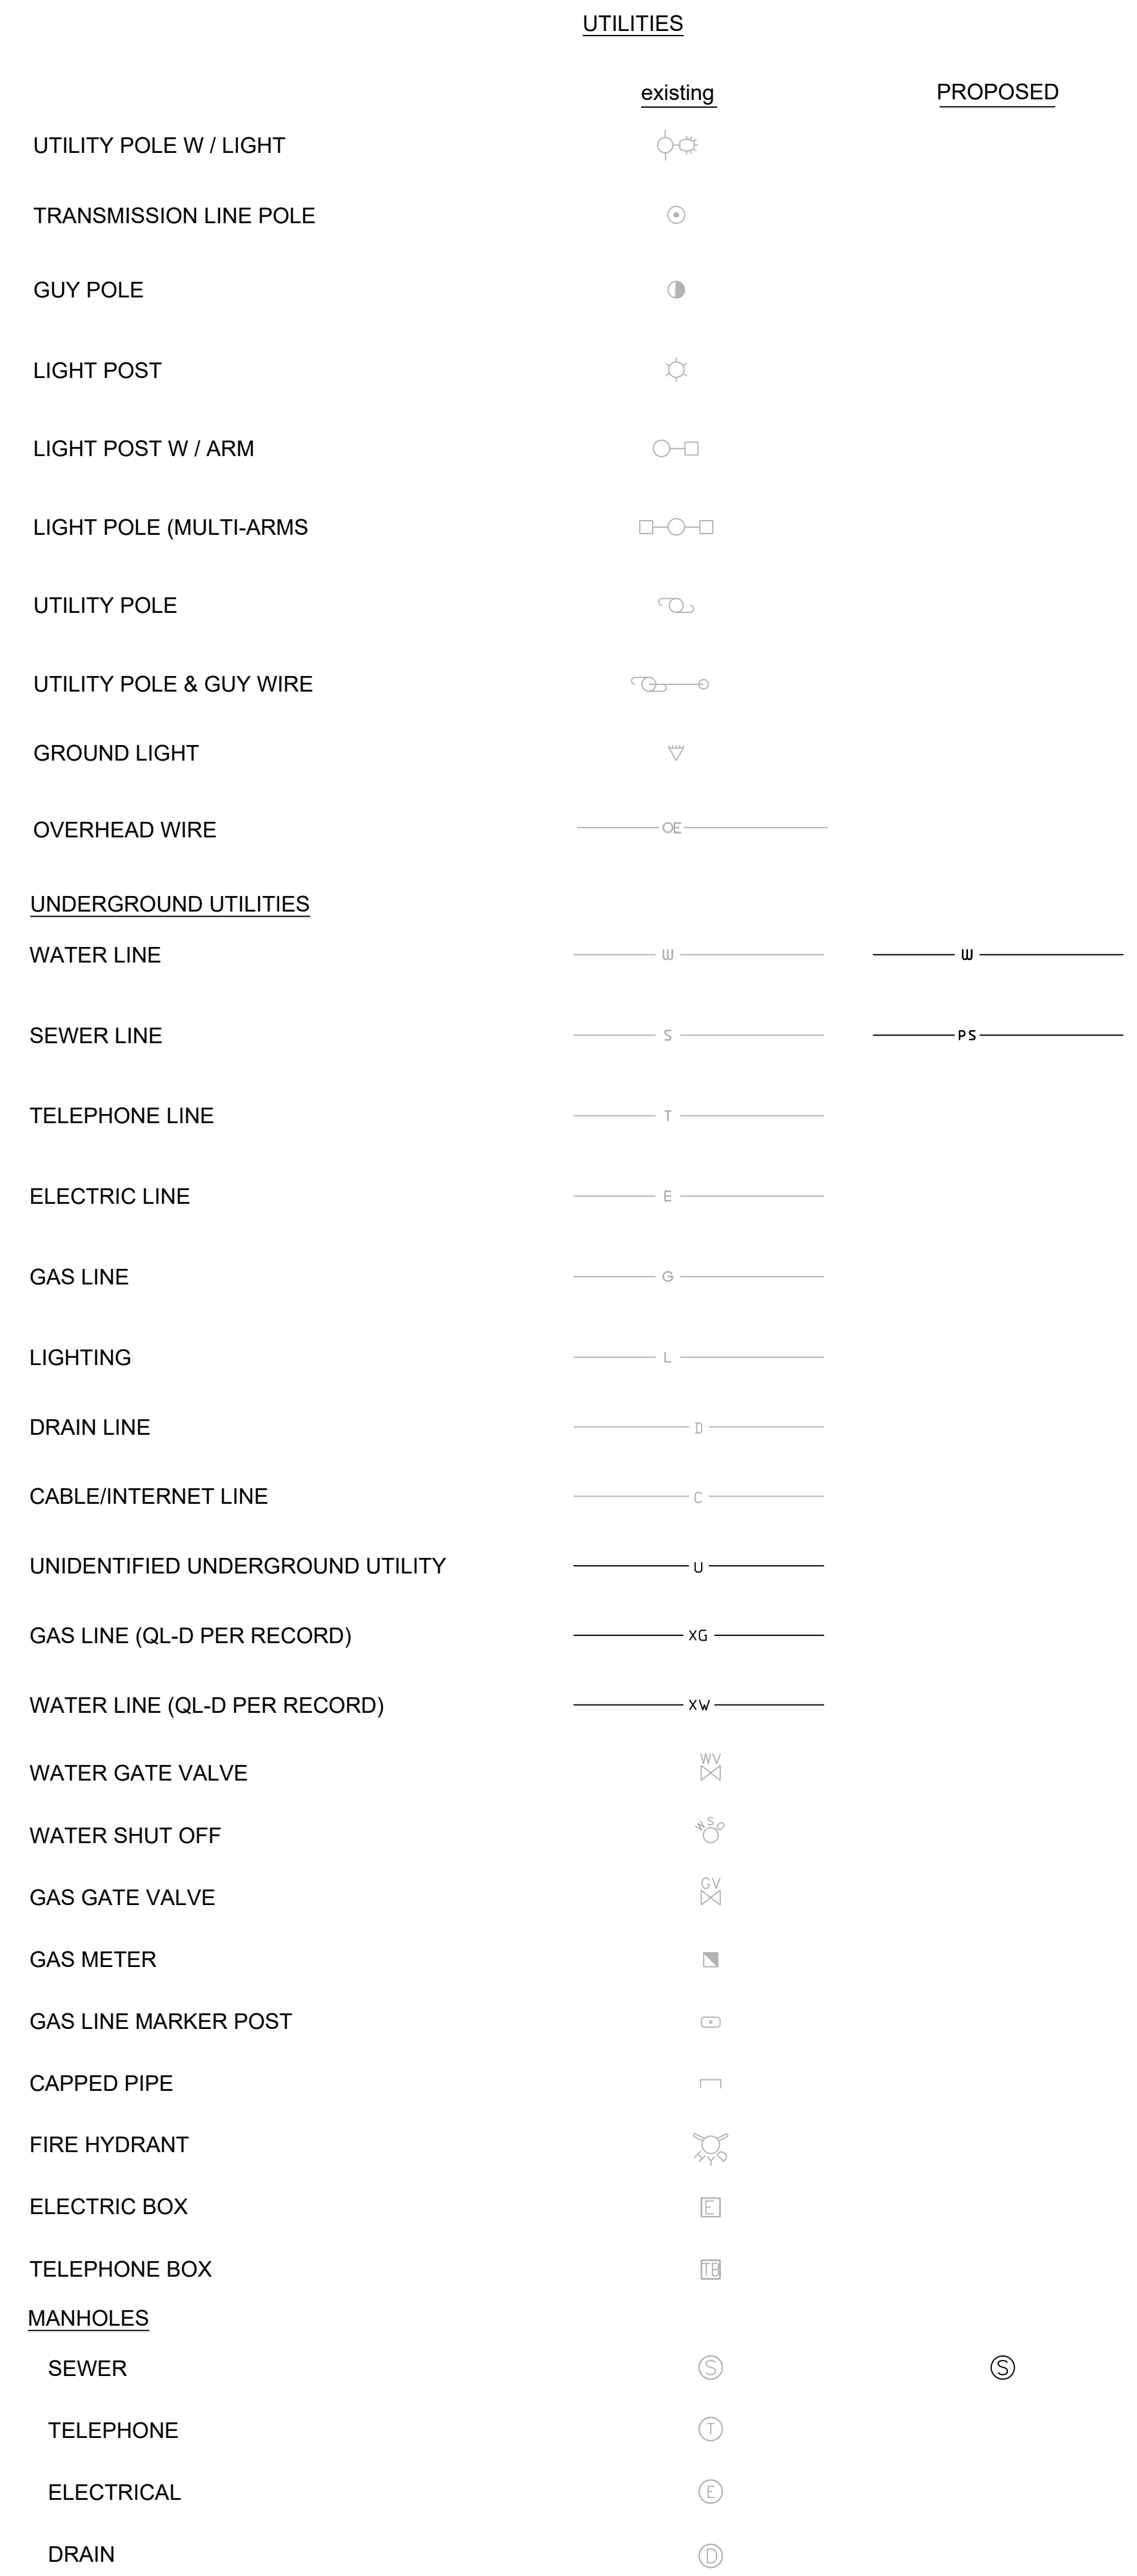 UTILITIES
existing PROPOSED
UTILITY POLE W / LIGHT
TRANSMISSION LINE POLE
GUY POLE
LIGHT POST
LIGHT POST W / ARM
LIGHT POLE (MULTI-ARMS
UTILITY POLE
UTILITY POLE & GUY WIRE
GROUND LIGHT
OVERHEAD WIRE OE
UNDERGROUND UTILITIES
WATER LINE W W
SEWER LINE S PS
TELEPHONE LINE T
ELECTRIC LINE E
GAS LINE G
LIGHTING L
DRAIN LINE D
CABLE/INTERNET LINE C
UNIDENTIFIED UNDERGROUND UTILITY U
GAS LINE (QL-D PER RECORD) XG
WATER LINE (QL-D PER RECORD) XW
WATER GATE VALVE WV
WATER SHUT OFF WSO
GAS GATE VALVE GV
GAS METER
GAS LINE MARKER POST
CAPPED PIPE
FIRE HYDRANT HYD
ELECTRIC BOX E
TELEPHONE BOX TB
MANHOLES
SEWER S S
TELEPHONE T
ELECTRICAL E
DRAIN D